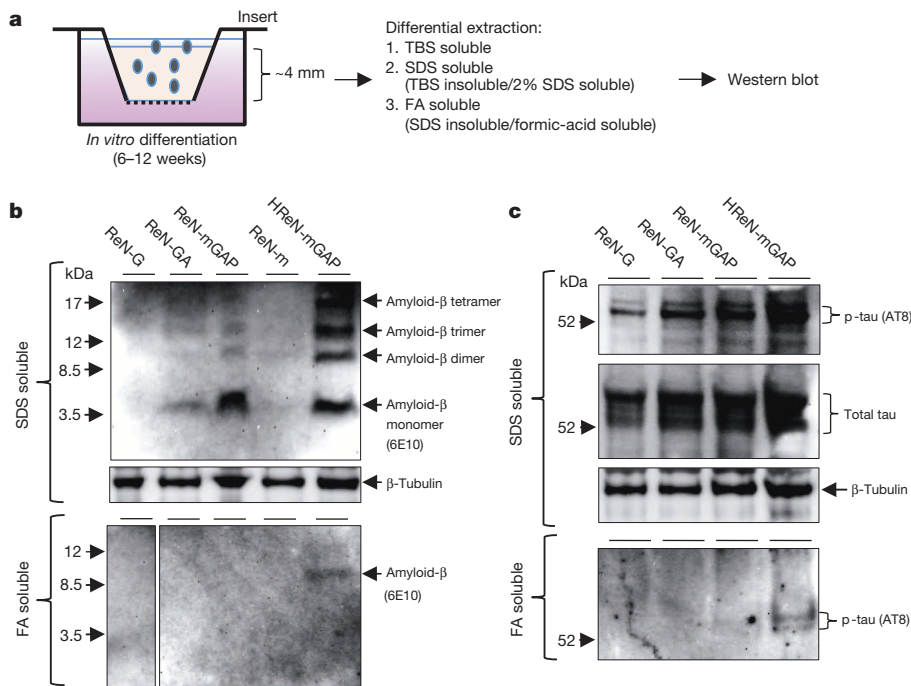 a
Insert
~4 mm
In vitro differentiation
(6–12 weeks)
Differential extraction:
1. TBS soluble
2. SDS soluble
(TBS insoluble/2% SDS soluble)
3. FA soluble
(SDS insoluble/formic-acid soluble)
Western blot
b
ReN-G
ReN-GA
ReN-mGAP
ReN-m
HReN-mGAP
kDa
17
12
8.5
3.5
SDS soluble
Amyloid-β tetramer
Amyloid-β trimer
Amyloid-β dimer
Amyloid-β
monomer
(6E10)
β-Tubulin
FA soluble
12
8.5
3.5
Amyloid-β
(6E10)
c
ReN-G
ReN-GA
ReN-mGAP
HReN-mGAP
kDa
52
p-tau (AT8)
SDS soluble
52
Total tau
β-Tubulin
FA soluble
52
p-tau (AT8)